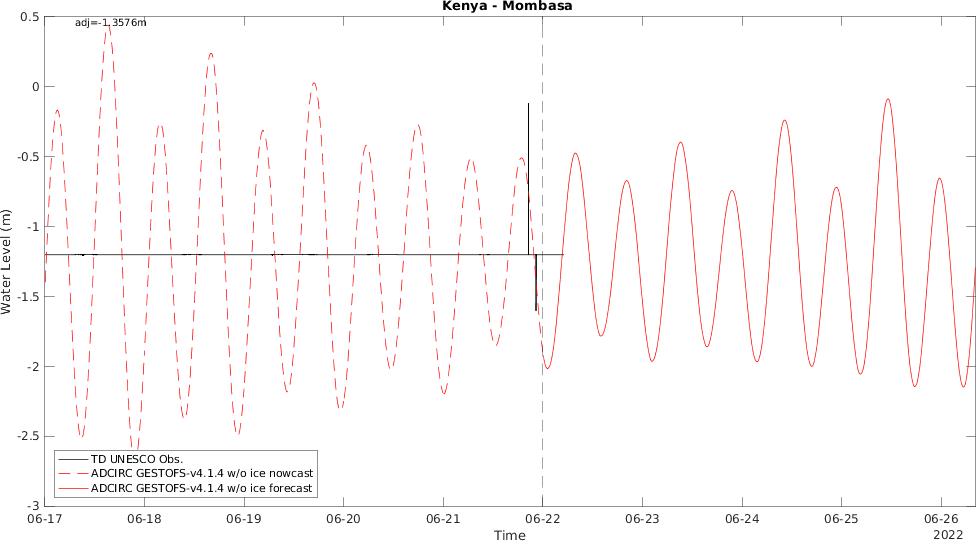 Kenya - Mombasa
adj=-1.3576m
0.5
0
-0.5
-1
-1.5
-2
-2.5
-3
Water Level (m)
TD UNESCO Obs.
ADCIRC GESTOFS-v4.1.4 w/o ice nowcast
ADCIRC GESTOFS-v4.1.4 w/o ice forecast
06-17 06-18 06-19 06-20 06-21 06-22 06-23 06-24 06-25 06-26
Time
2022